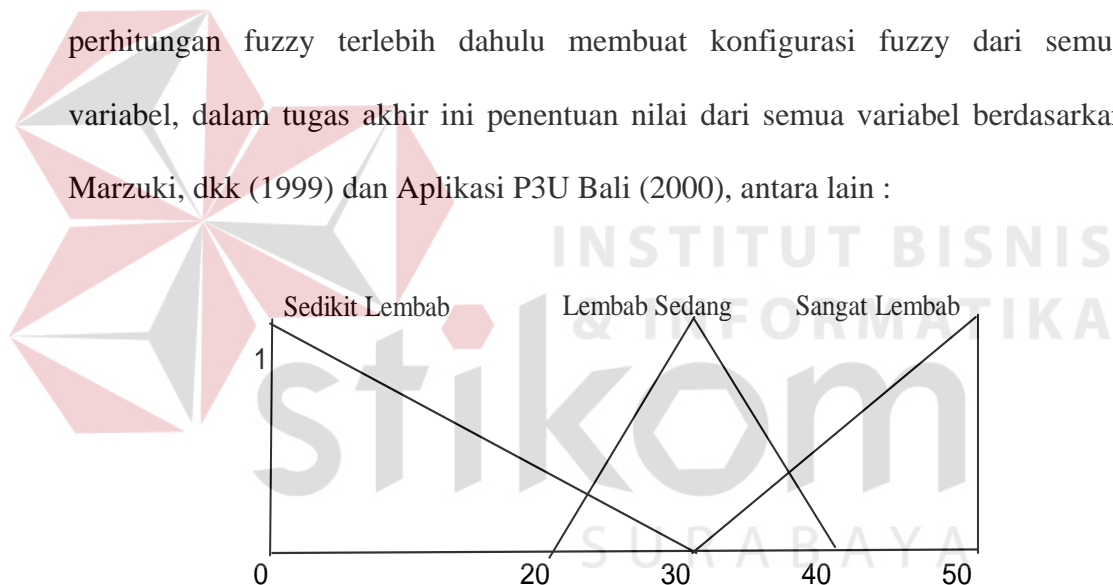 perhitungan fuzzy terlebih dahulu membuat konfigurasi fuzzy dari semu
variabel, dalam tugas akhir ini penentuan nilai dari semua variabel berdasarkan
Marzuki, dkk (1999) dan Aplikasi P3U Bali (2000), antara lain :
INSTITUT BISNIS
& INFORMATIKA
stikom
SURABAYA
Sedikit Lembab Lembab Sedang Sangat Lembab
1
0 20 30 40 50